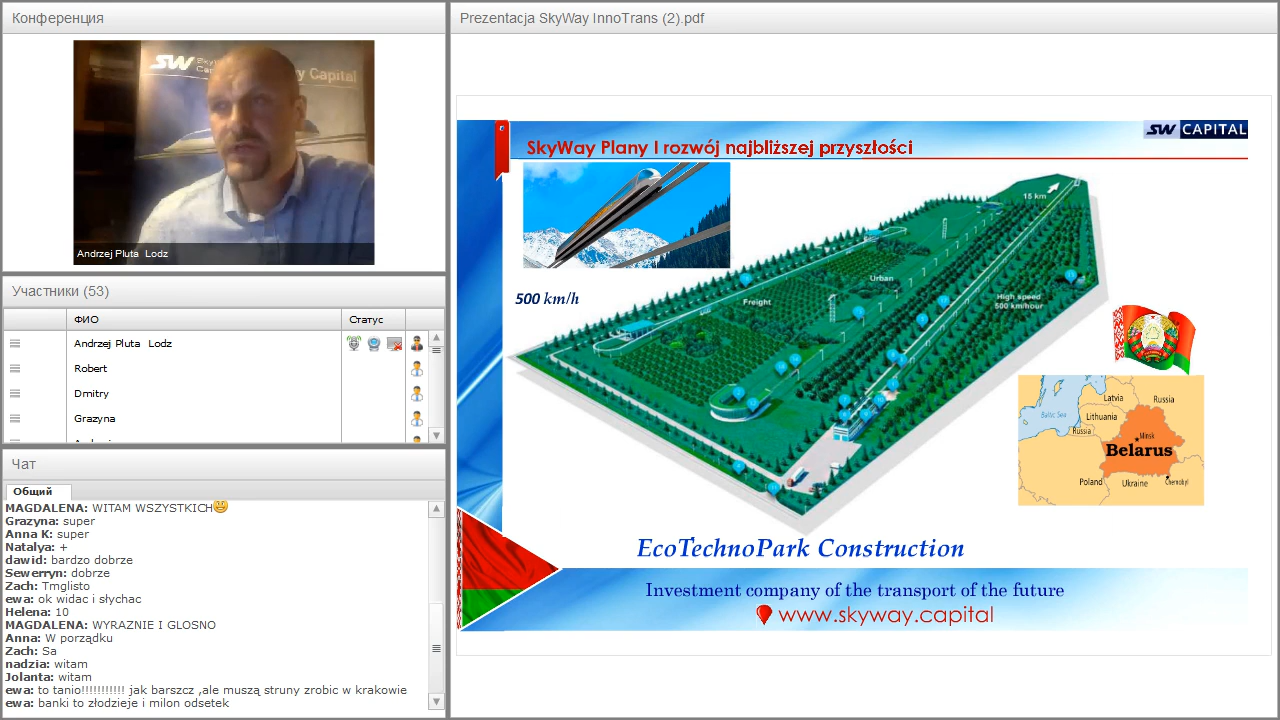 Конференция
SW
Capital
Andrzej Pluta Lodz
Участники (53)
ФИО
Статус
Andrzej Pluta Lodz
Robert
Dmitry
Grazyna
Чат
Общий
MAGDALENA: WITAM WSZYSTKICH
Grazyna: super
Anna K: super
Natalya: +
dawid: bardzo dobrze
Sewerryn: dobrze
Zach: Tmglisto
ewa: ok widac i słychac
Helena: 10
MAGDALENA: WYRAZNIE I GLOSNO
Anna: W porządku
Zach: Sa
nadzia: witam
Jolanta: witam
ewa: to tanio!!!!!!!!!!! jak barszcz ,ale muszą struny zrobic w krakowie
ewa: banki to złodzieje i miløn odsetek
Prezentacja SkyWay InnoTrans (2).pdf
SW CAPITAL
SkyWay Plany I rozwój najbliższej przyszłości
500 km/h
15 km
Urban
Freight
High speed
500 km/hour
Latvia
Russia
Baltic Sea
Lithuania
Russia
Minsk
Belarus
Poland
Ukraine
Chernobyl
EcoTechnoPark Construction
Investment company of the transport of the future
www.skyway.capital